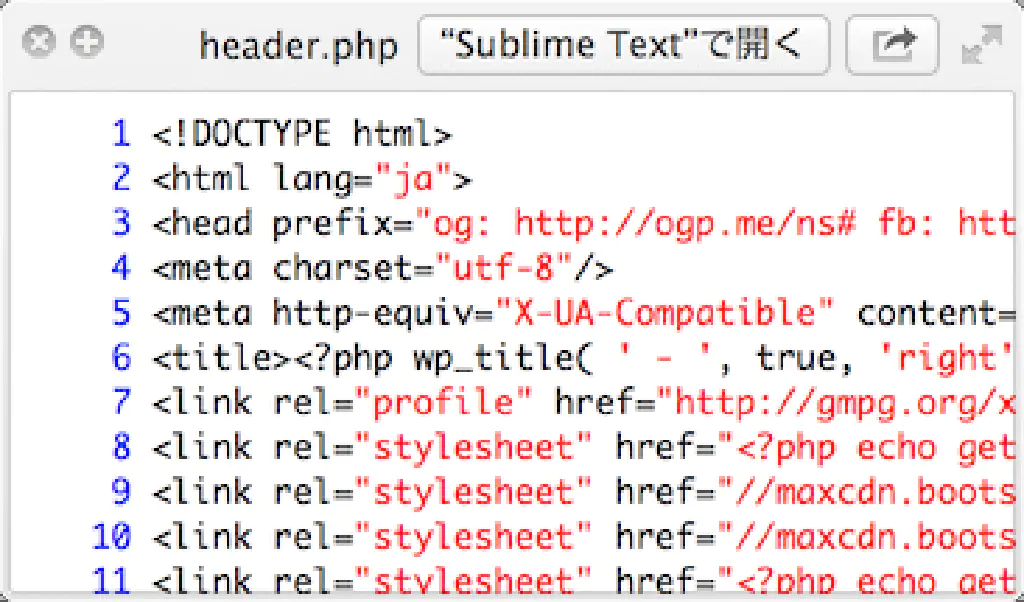 header.php “Sublime Text”で開く
1 <!DOCTYPE html>
2 <html lang="ja">
3 <head prefix="og: http://ogp.me/ns# fb: htt
4 <meta charset="utf-8"/>
5 <meta http-equiv="X-UA-Compatible" content=
6 <title><?php wp_title( ' - ', true, 'right'
7 <link rel="profile" href="http://gmpg.org/x
8 <link rel="stylesheet" href="<?php echo get
9 <link rel="stylesheet" href="//maxcdn.boots
10 <link rel="stylesheet" href="//maxcdn.boots
11 <link rel="stylesheet" href="<?php echo get